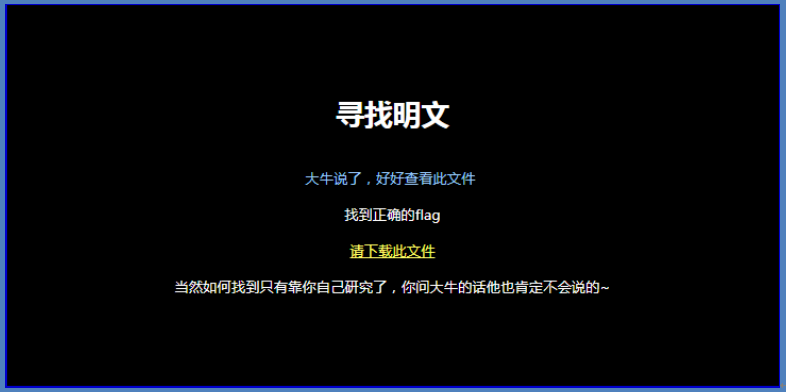 寻找明文
大牛说了，好好查看此文件
找到正确的flag
请下载此文件
当然如何找到只有靠你自己研究了，你问大牛的话他也肯定不会说的~